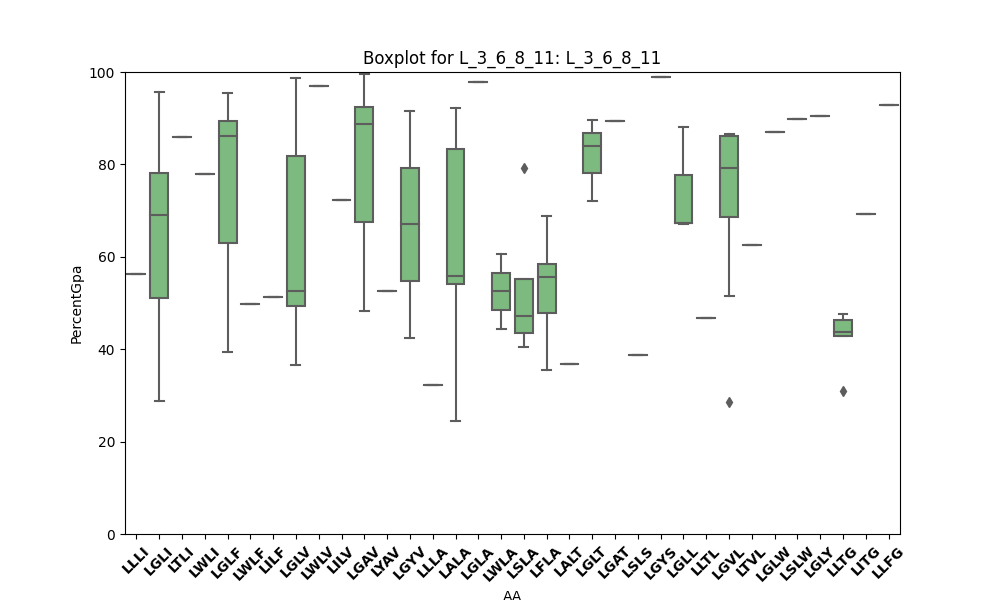 Boxplot for L_3_6_8_11: L_3_6_8_11
PercentGpa
100
80
60
40
20
0
LLLI LGLI LTLI LWLI LGLF LWLF LILF LGLV LWLV LILV LGAV LYAV LGYV LLLA LALA LGLA LWLA LSLA LFLA LALT LGLT LGAT LSLS LGYS LGLL LLTL LGVL LTVL LGLW LSLW LGLY LLTG LITG LLFG
AA